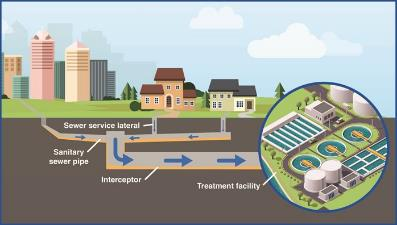 Sewer service lateral
Sanitary
sewer pipe
Interceptor
Treatment facility